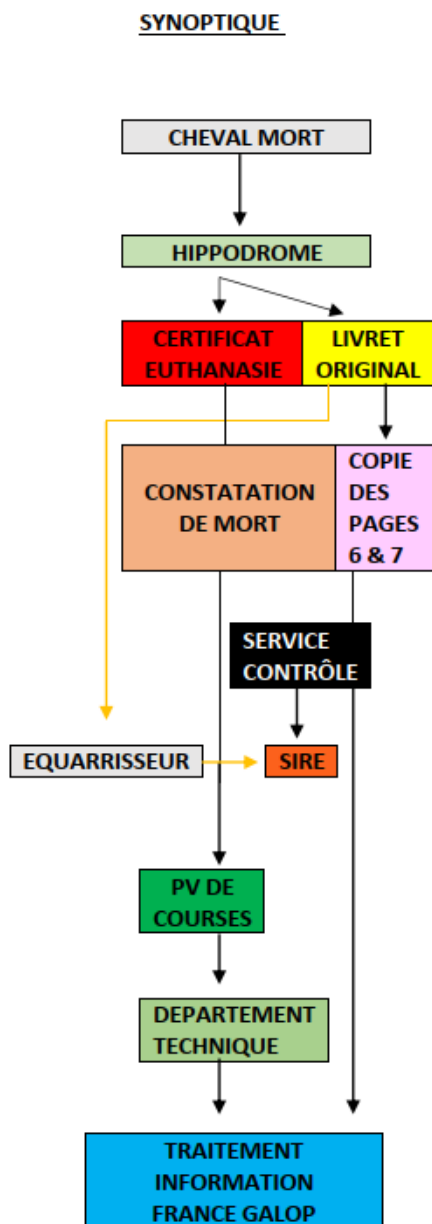 SYNOPTIQUE
CHEVAL MORT
HIPPODROME
CERTIFICAT
EUTHANASIE
LIVRET
ORIGINAL
CONSTATATION
DE MORT
COPIE
DES
PAGES
6 & 7
SERVICE
CONTRÔLE
EQUARRISSEUR
SIRE
PV DE
COURSES
DEPARTEMENT
TECHNIQUE
TRAITEMENT
INFORMATION
FRANCE GALOP